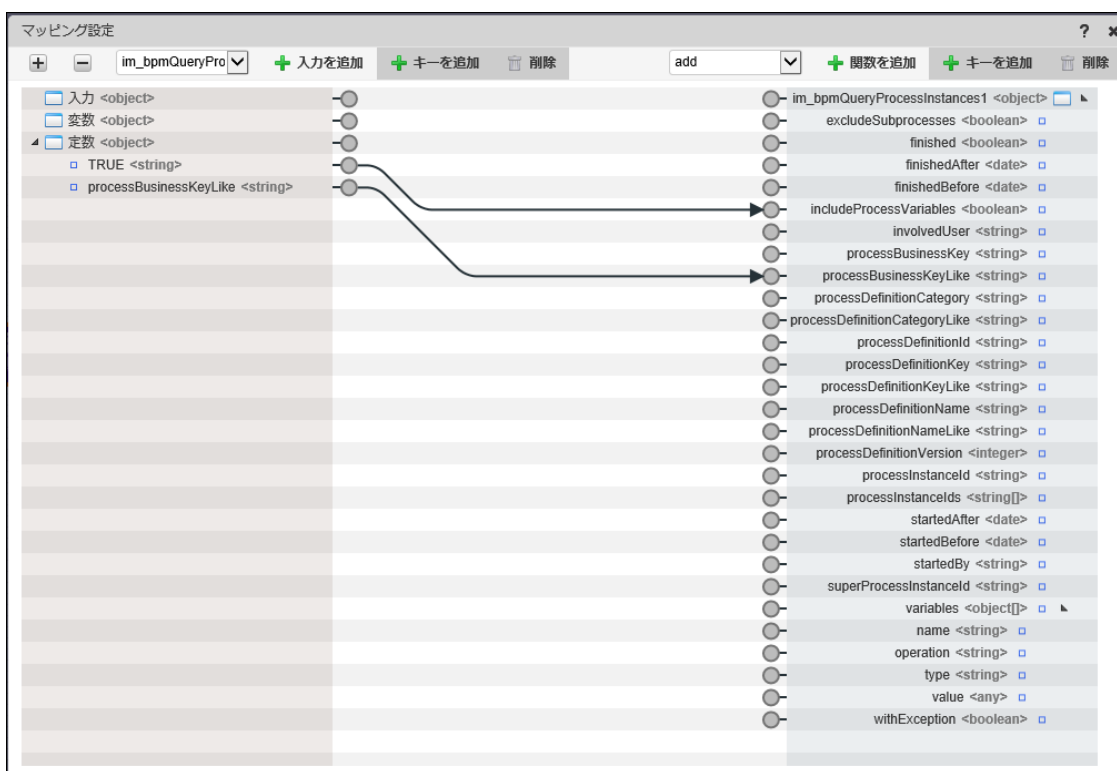 マッピング設定
?
im_bpmQueryPro
入力を追加
キーを追加
削除
add
関数を追加
キーを追加
削除
入力 <object>
変数 <object>
定数 <object>
TRUE <string>
processBusinessKeyLike <string>
im_bpmQueryProcessInstances1 <object>
excludeSubprocesses <boolean>
finished <boolean>
finishedAfter <date>
finishedBefore <date>
includeProcessVariables <boolean>
involvedUser <string>
processBusinessKey <string>
processBusinessKeyLike <string>
processDefinitionCategory <string>
processDefinitionCategoryLike <string>
processDefinitionId <string>
processDefinitionKey <string>
processDefinitionKeyLike <string>
processDefinitionName <string>
processDefinitionNameLike <string>
processDefinitionVersion <integer>
processInstanceId <string>
processInstanceIds <string[]>
startedAfter <date>
startedBefore <date>
startedBy <string>
superProcessInstanceId <string>
variables <object[]>
name <string>
operation <string>
type <string>
value <any>
withException <boolean>